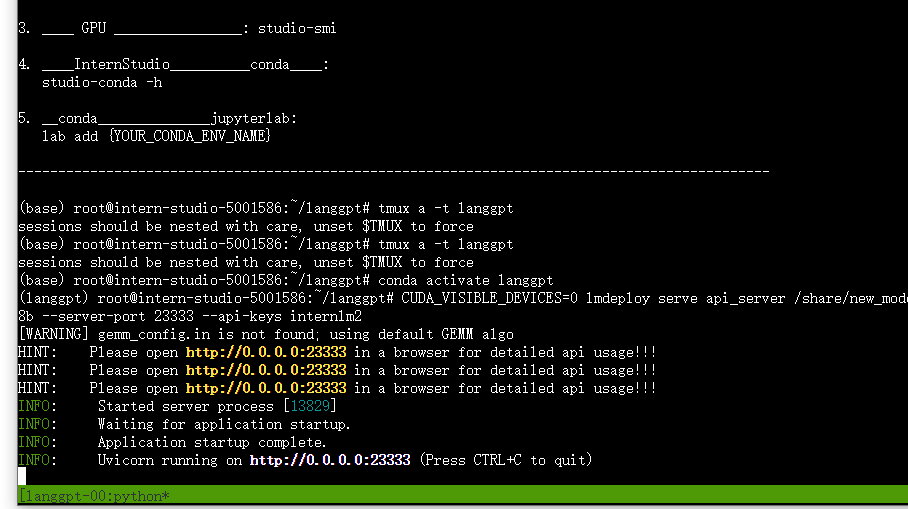 3. ____ GPU ________________: studio-smi
4. ____InternStudio__________conda____:
studio-conda -h
5. __conda______________jupyterlab:
lab add {YOUR_CONDA_ENV_NAME}
----------------------------------------------------------------------------------------------
(base) root@intern-studio-5001586:~/langgpt# tmux a -t langgpt
sessions should be nested with care, unset $TMUX to force
(base) root@intern-studio-5001586:~/langgpt# tmux a -t langgpt
sessions should be nested with care, unset $TMUX to force
(base) root@intern-studio-5001586:~/langgpt# conda activate langgpt
(langgpt) root@intern-studio-5001586:~/langgpt# CUDA_VISIBLE_DEVICES=0 lmdeploy serve api_server /share/new_mod
8b --server-port 23333 --api-keys internlm2
[WARNING] gemm_config.in is not found; using default GEMM algo
HINT:    Please open http://0.0.0.0:23333 in a browser for detailed api usage!!!
HINT:    Please open http://0.0.0.0:23333 in a browser for detailed api usage!!!
HINT:    Please open http://0.0.0.0:23333 in a browser for detailed api usage!!!
INFO:     Started server process [13829]
INFO:     Waiting for application startup.
INFO:     Application startup complete.
INFO:     Uvicorn running on http://0.0.0.0:23333 (Press CTRL+C to quit)
[langgpt-00:python*